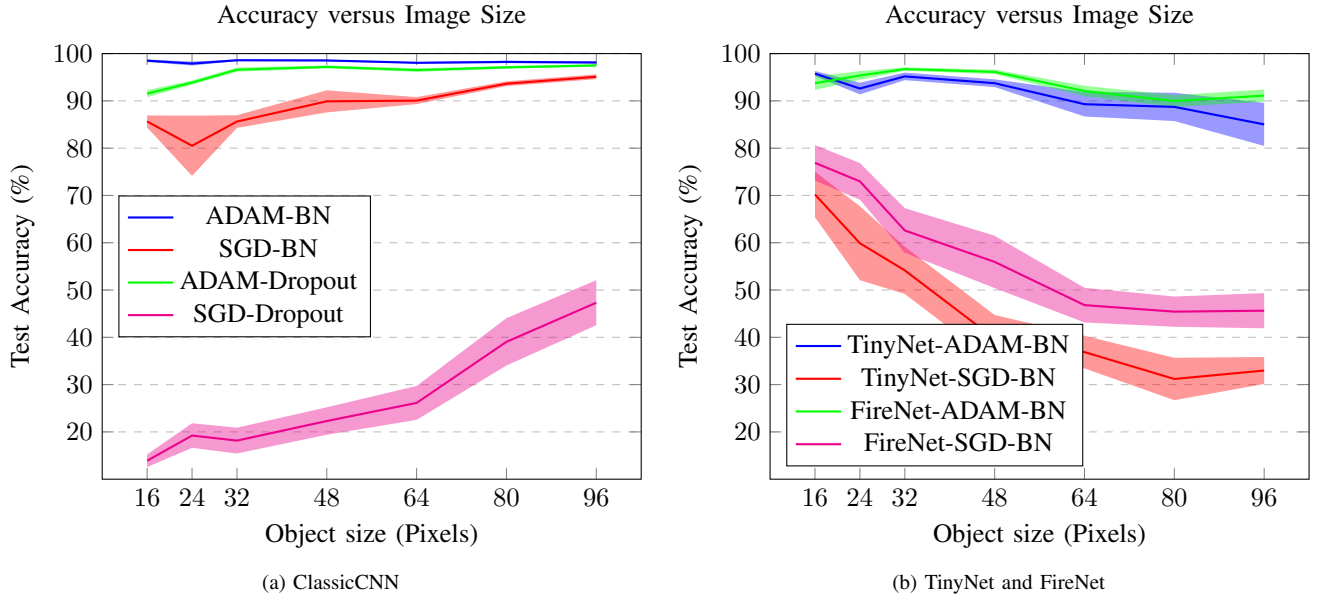 Accuracy versus Image Size
100
90
80
70
60
50
40
30
20
16 24 32 48 64 80 96
Test Accuracy (%)
Object size (Pixels)
ADAM-BN
SGD-BN
ADAM-Dropout
SGD-Dropout
(a) ClassicCNN
Accuracy versus Image Size
100
90
80
70
60
50
40
30
20
16 24 32 48 64 80 96
Test Accuracy (%)
Object size (Pixels)
TinyNet-ADAM-BN
TinyNet-SGD-BN
FireNet-ADAM-BN
FireNet-SGD-BN
(b) TinyNet and FireNet